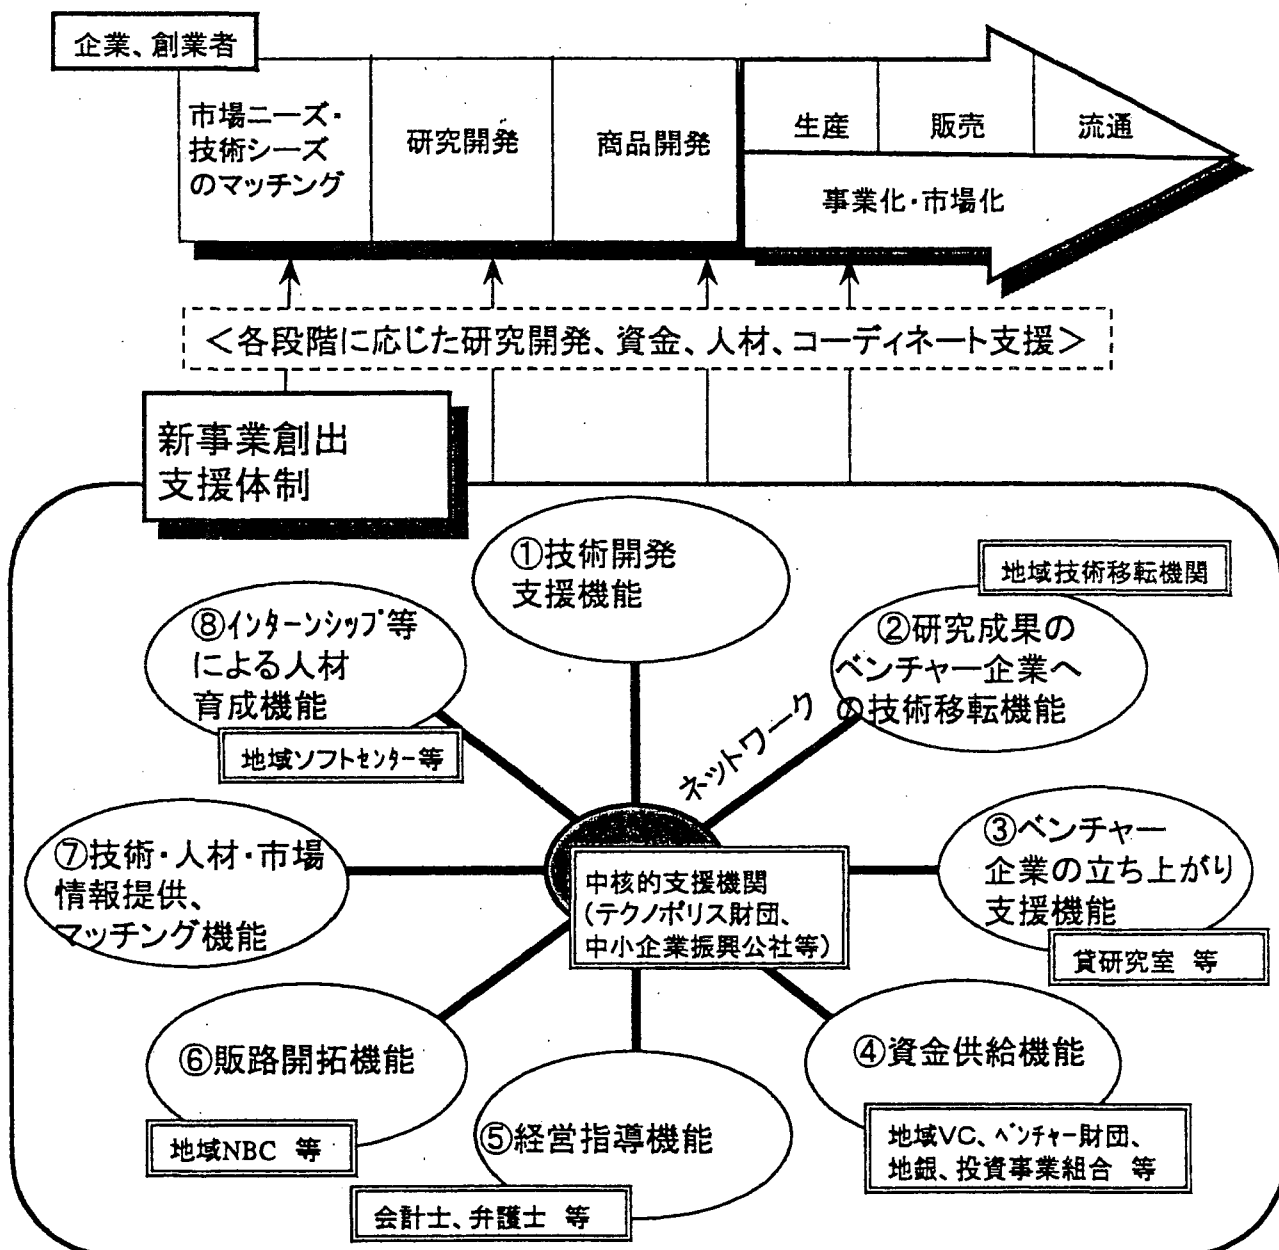 企業、創業者
市場ニーズ・
技術シーズ
のマッチング
研究開発
商品開発
生産
販売
流通
事業化・市場化
＜各段階に応じた研究開発、資金、人材、コーディネート支援＞
新事業創出
支援体制
①技術開発
支援機能
地域技術移転機関
②研究成果の
ベンチャー企業へ
の技術移転機能
⑧インターンシップ等
による人材
育成機能
地域ソフトセンター等
ネットワーク
③ベンチャー
企業の立ち上がり
支援機能
貸研究室 等
⑦技術・人材・市場
情報提供、
マッチング機能
中核的支援機関
（テクノポリス財団、
中小企業振興公社等）
⑥販路開拓機能
地域NBC 等
④資金供給機能
地域VC、ベンチャー財団、
地銀、投資事業組合 等
⑤経営指導機能
会計士、弁護士 等